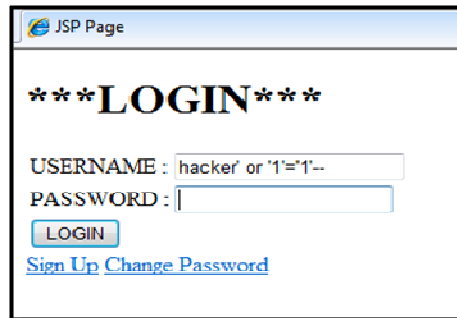 JSP Page
***LOGIN***
USERNAME : hacker' or '1'='1'--
PASSWORD :
LOGIN
Sign Up Change Password